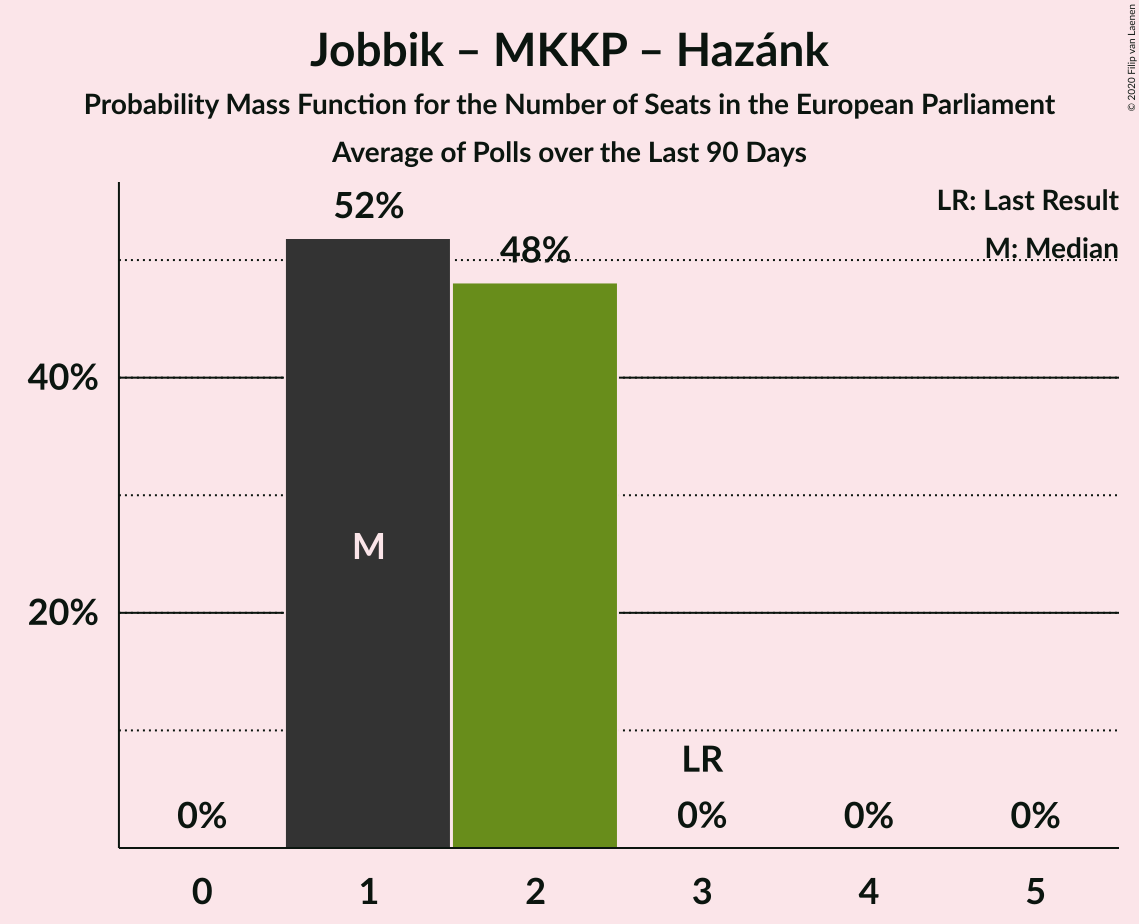 Jobbik – MKKP – Hazánk
Probability Mass Function for the Number of Seats in the European Parliament
Average of Polls over the Last 90 Days
© 2020 Filip van Laenen
LR: Last Result
M: Median
52%
48%
40%
20%
M
LR
0%
0%
0%
0%
0
1
2
3
4
5